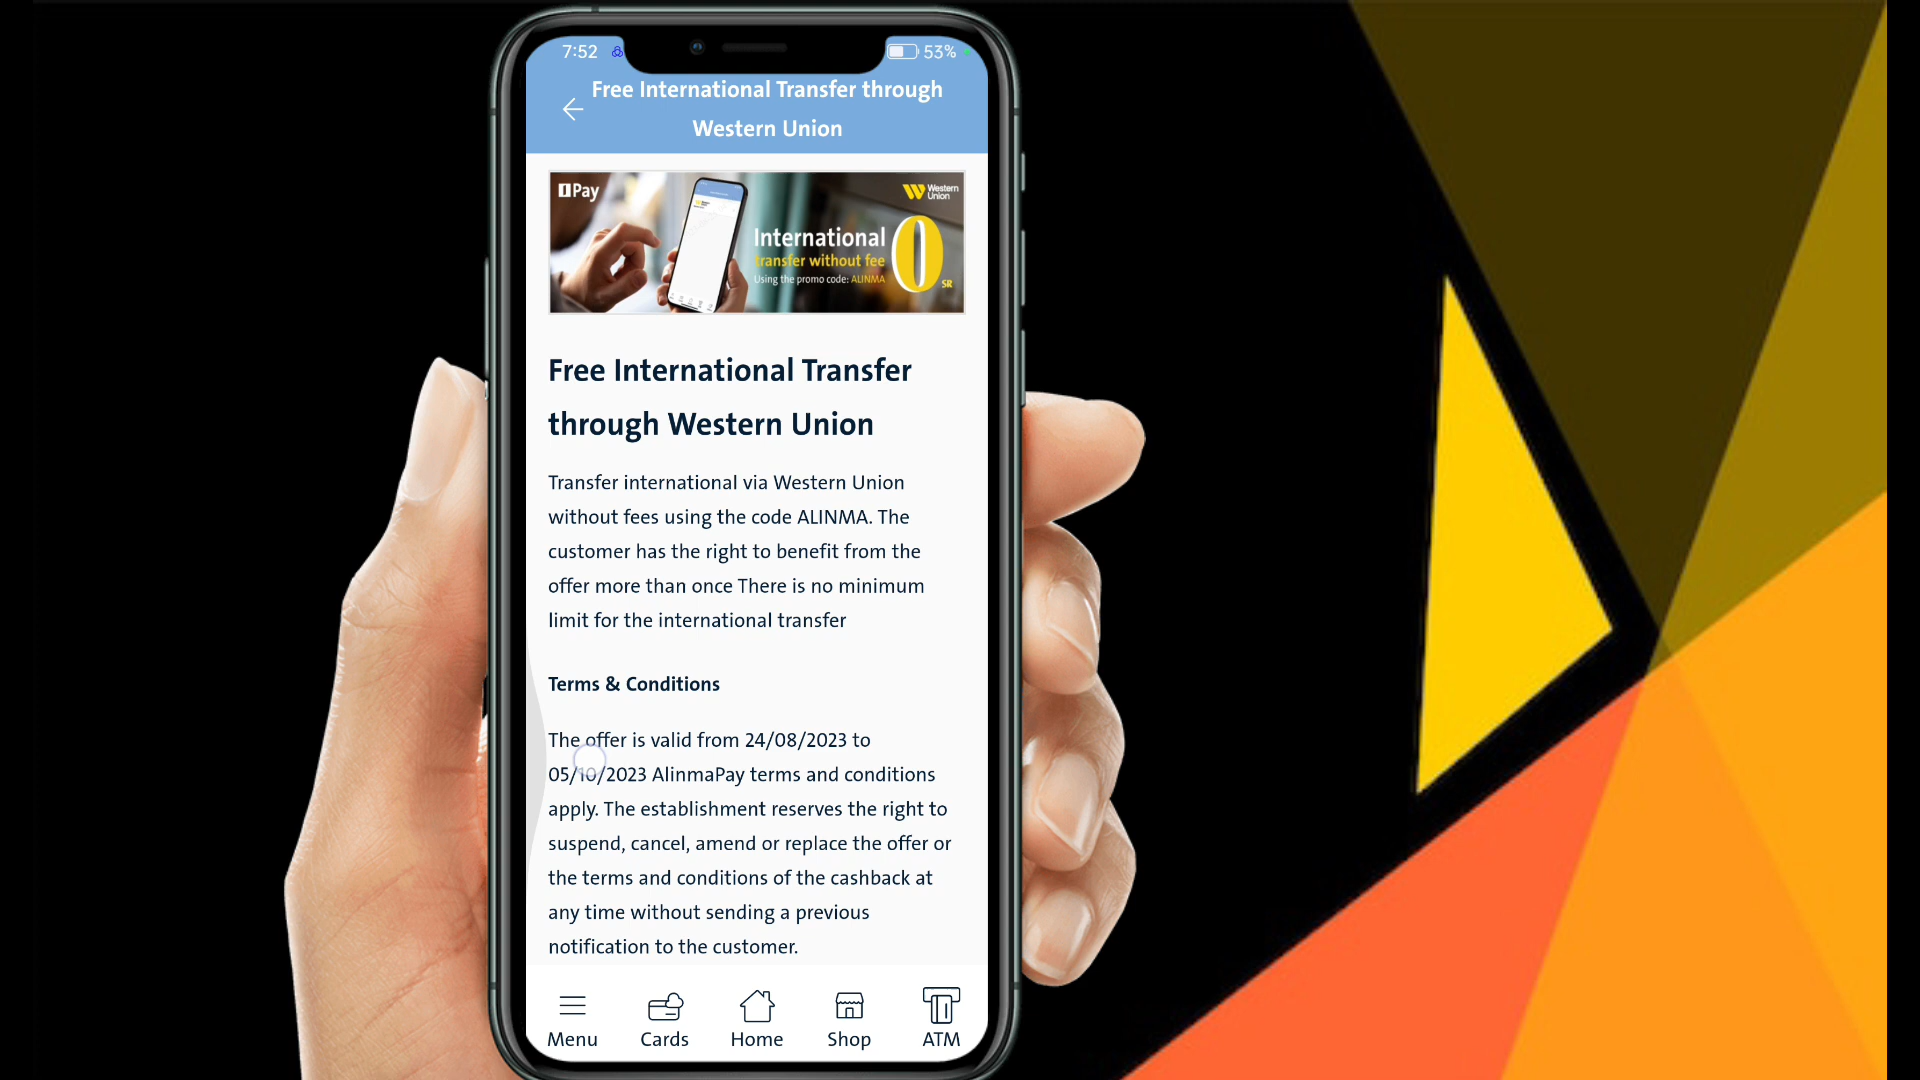 7:52
53%
Free International Transfer through
Western Union
Pay
Western
Union
International
transfer without fee
Using the promo code: ALINMA
0
SR
Free International Transfer
through Western Union
Transfer international via Western Union
without fees using the code ALINMA. The
customer has the right to benefit from the
offer more than once There is no minimum
limit for the international transfer
Terms & Conditions
The offer is valid from 24/08/2023 to
05/10/2023 AlinmaPay terms and conditions
apply. The establishment reserves the right to
suspend, cancel, amend or replace the offer or
the terms and conditions of the cashback at
any time without sending a previous
notification to the customer.
Menu
Cards
Home
Shop
ATM